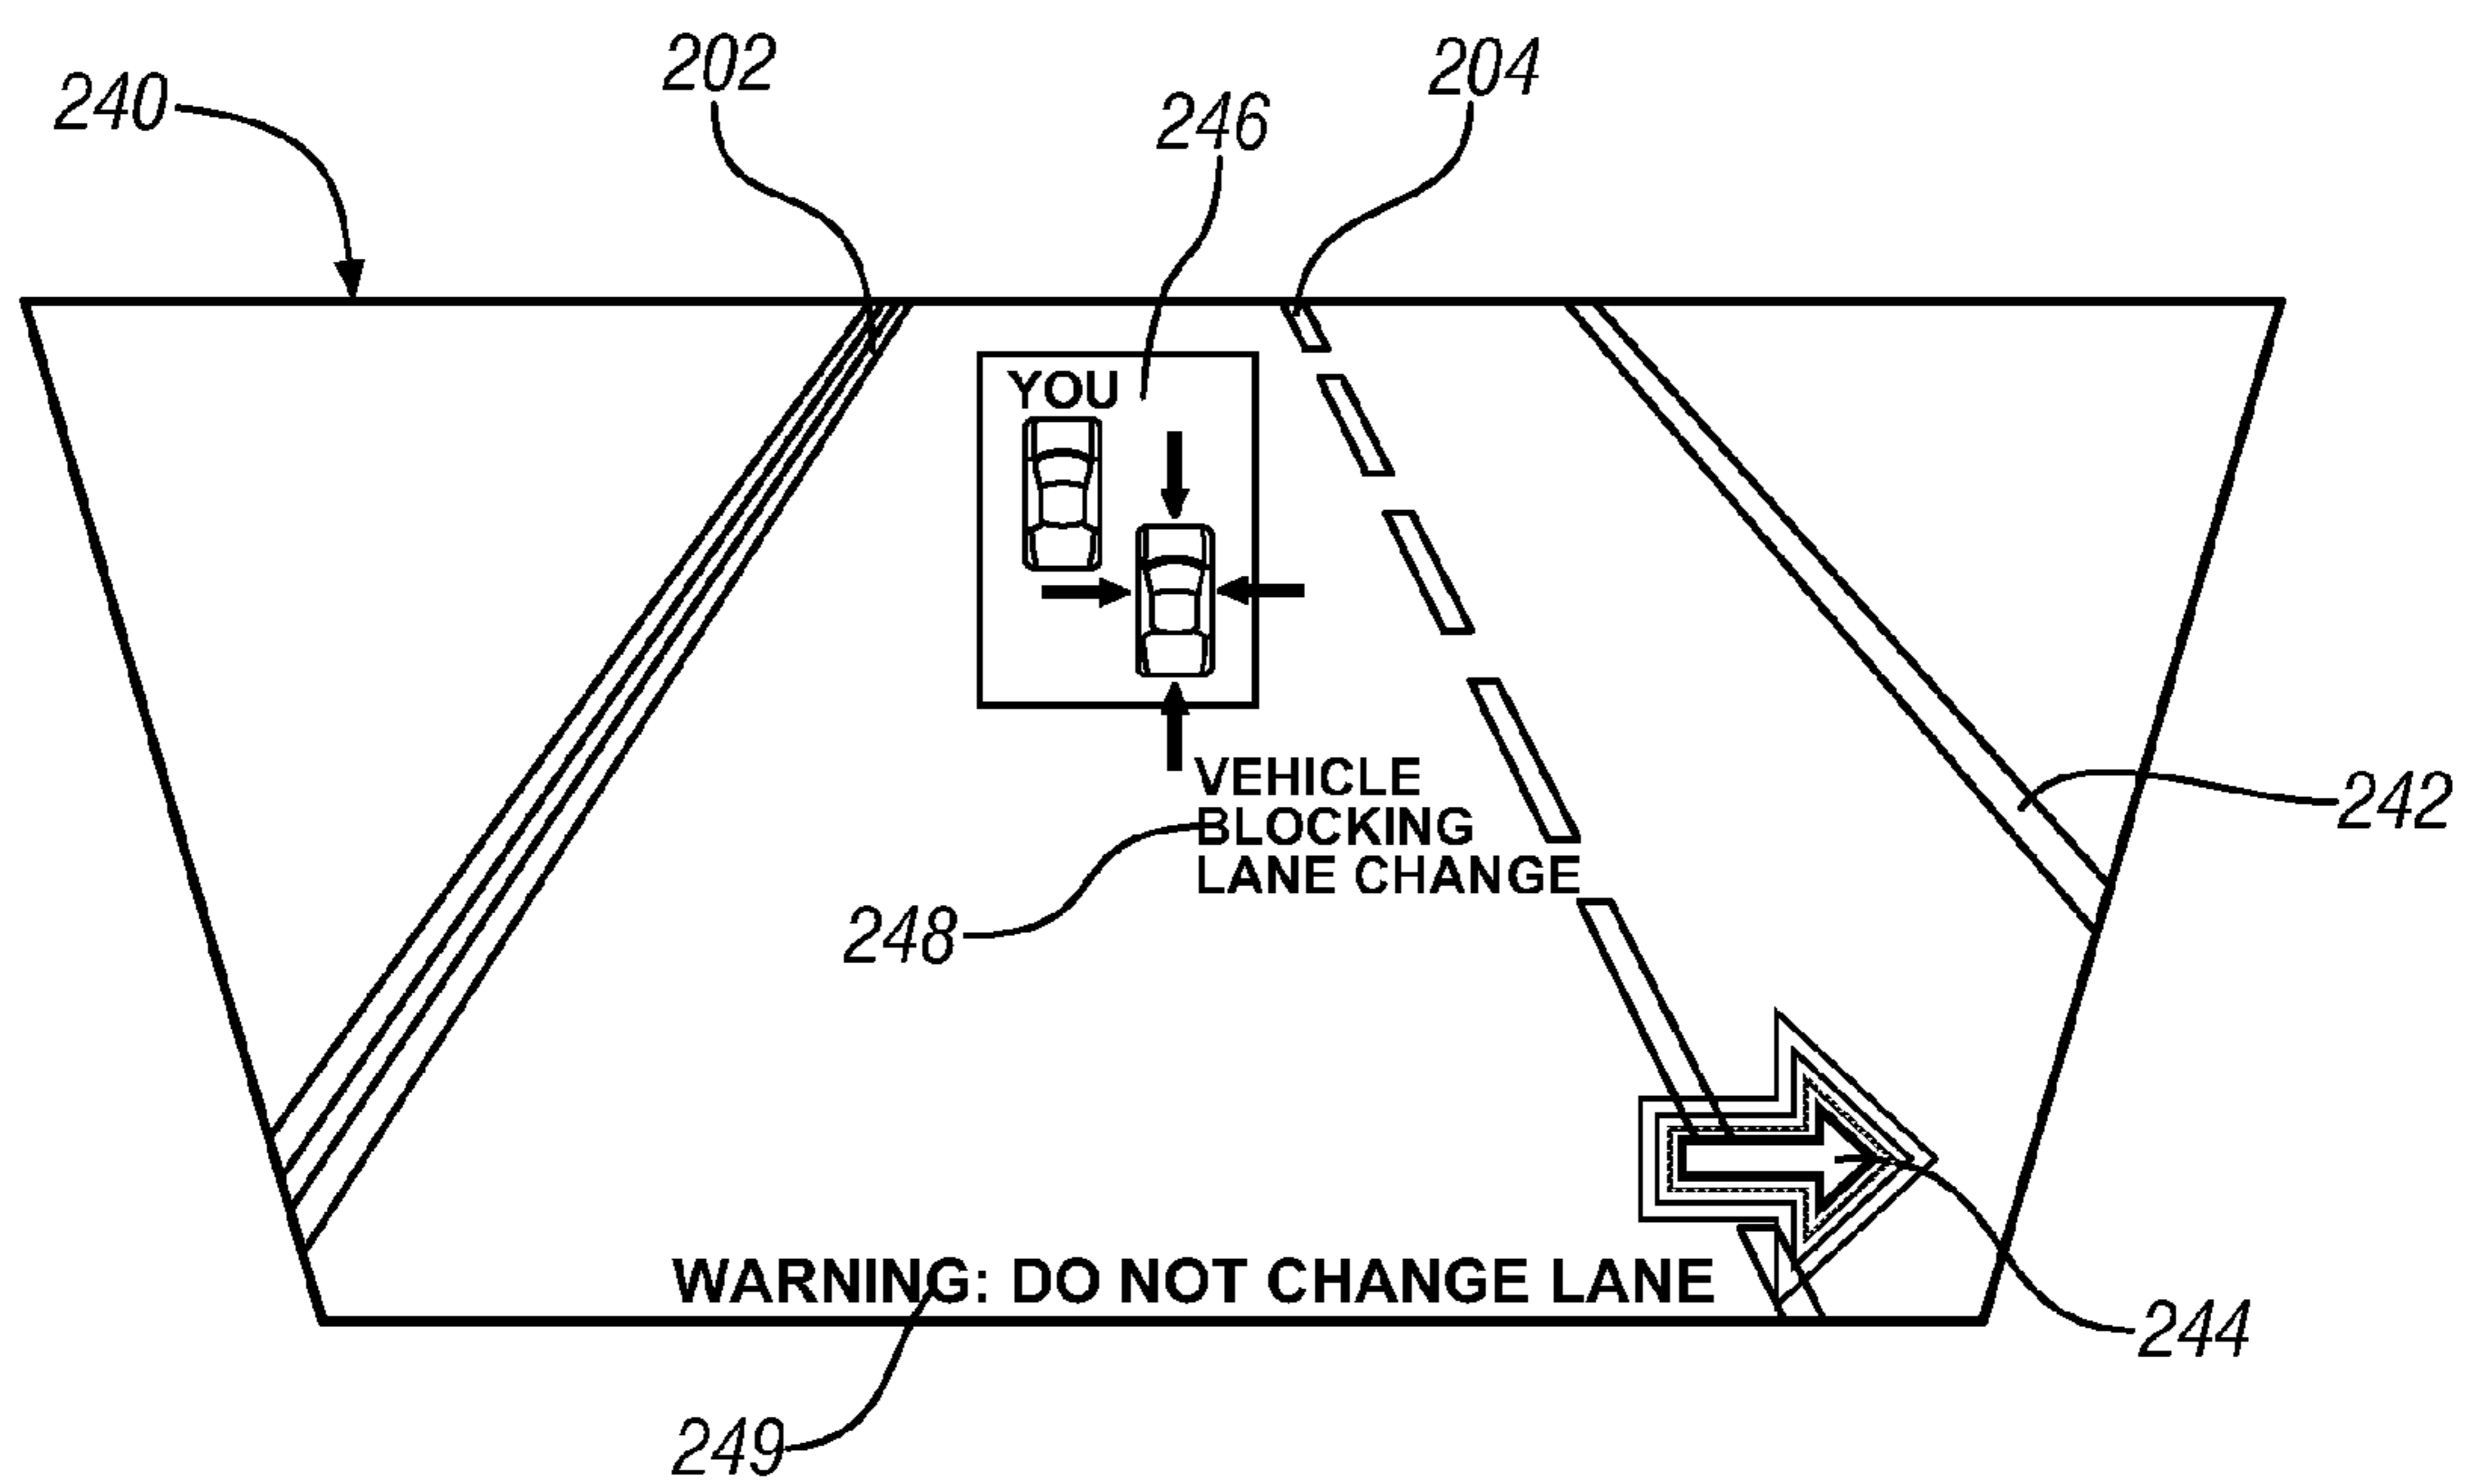 202
204
240
246
YOU
VEHICLE
BLOCKING
LANE CHANGE
242
248
WARNING: DO NOT CHANGE LANE
244
249